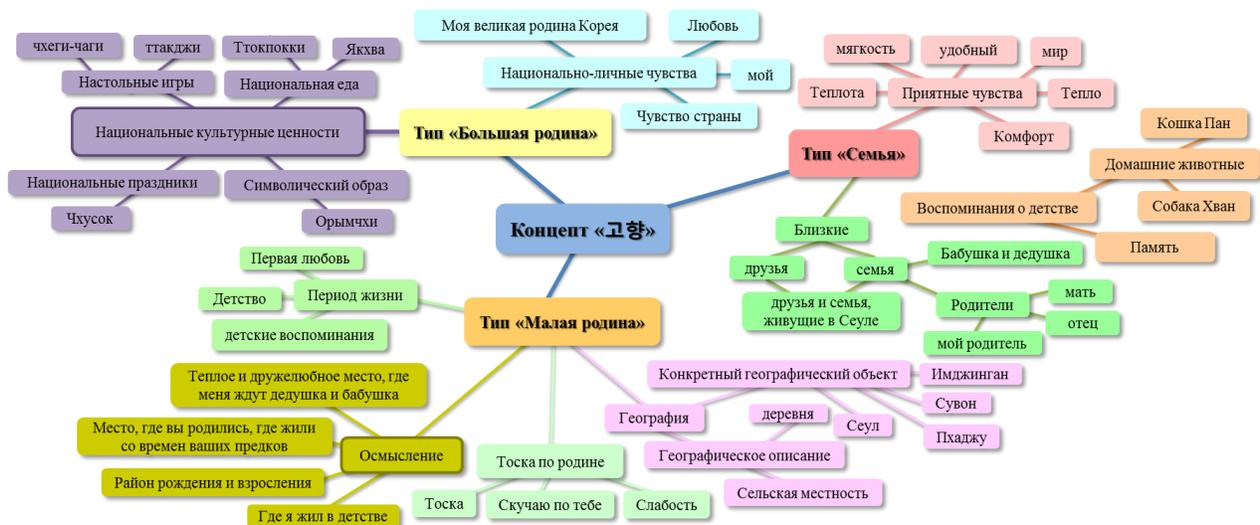 Моя великая родина Корея
Любовь
Национально-личные чувства
мой
Чувство страны
чхеги-чаги
ттакджи
Ттокпокки
Якхва
Настольные игры
Национальная еда
Национальные культурные ценности
Национальные праздники
Символический образ
Чхусок
Орымчхи
Тип «Большая родина»
мягкость
удобный
мир
Теплота
Приятные чувства
Тепло
Комфорт
Тип «Семья»
Кошка Пан
Домашние животные
Собака Хван
Воспоминания о детстве
Память
Близкие
друзья
семья
Бабушка и дедушка
друзья и семья,
живущие в Сеуле
Родители
мать
отец
мой родитель
Концепт «고향»
Первая любовь
Детство
Период жизни
детские воспоминания
Тип «Малая родина»
Теплое и дружелюбное место, где
меня ждут дедушка и бабушка
Место, где вы родились, где жили
со времен ваших предков
Осмысление
Район рождения и взросления
Где я жил в детстве
Тоска по родине
Тоска
Скучаю по тебе
Слабость
География
Конкретный географический объект
Имджинган
Сувон
Пхаджу
Сеул
деревня
Географическое описание
Сельская местность